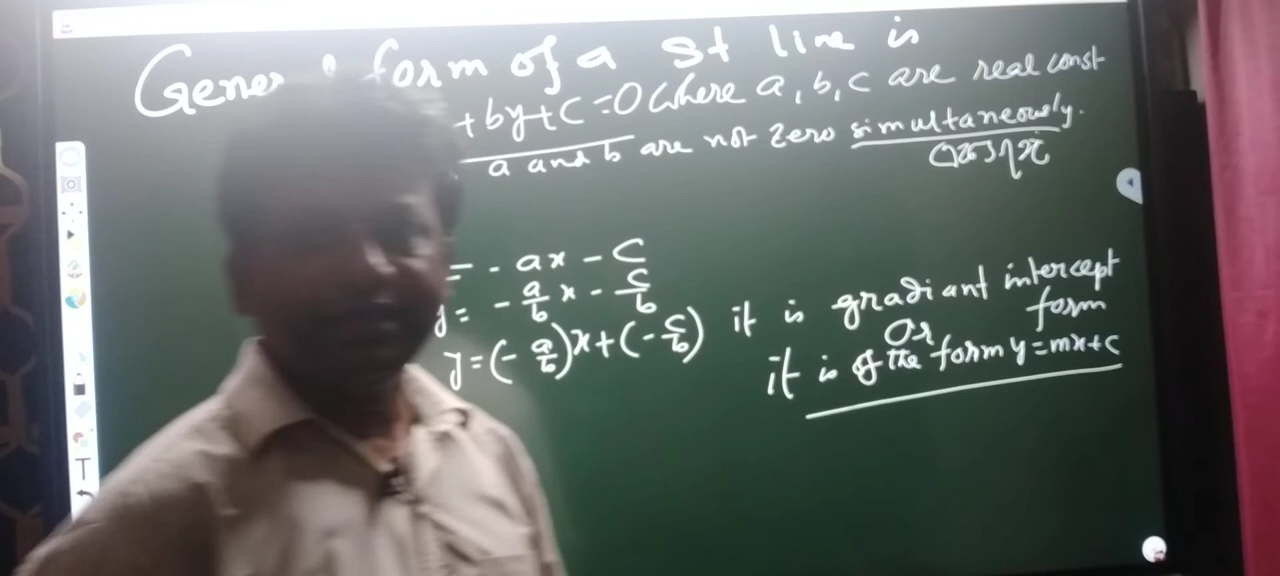 General form of a st line is
+by+c=0 where a, b, c are real const
a and b are not zero simultaneously.
= - ax - c
y = - a/b x - c/b
y = (- a/b)x + (- c/b) it is gradiant intercept form
Or
it is of the form y=mx+c
T